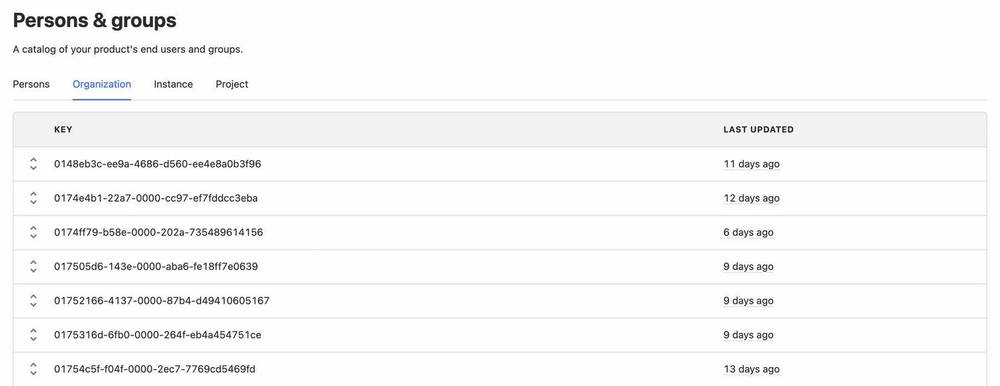 Persons & groups
A catalog of your product's end users and groups.
Persons Organization Instance Project
KEY LAST UPDATED
0148eb3c-ee9a-4686-d560-ee4e8a0b3f96 11 days ago
0174e4b1-22a7-0000-cc97-ef7fddcc3eba 12 days ago
0174ff79-b58e-0000-202a-735489614156 6 days ago
017505d6-143e-0000-aba6-fe18ff7e0639 9 days ago
01752166-4137-0000-87b4-d49410605167 9 days ago
0175316d-6fb0-0000-264f-eb4a454751ce 9 days ago
01754c5f-f04f-0000-2ec7-7769cd5469fd 13 days ago